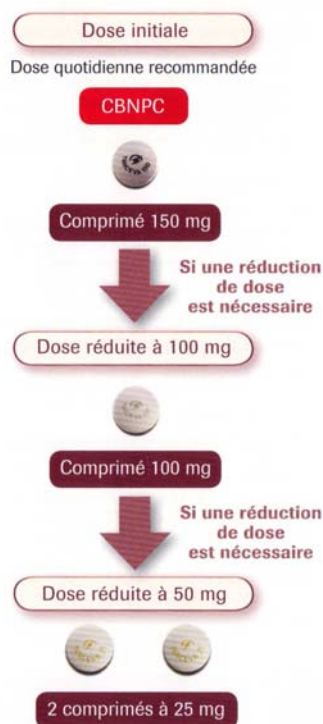 Dose initiale
Dose quotidienne recommandée
CBNPC
Comprimé 150 mg
Si une réduction
de dose
est nécessaire
Dose réduite à 100 mg
Comprimé 100 mg
Si une réduction
de dose
est nécessaire
Dose réduite à 50 mg
2 comprimés à 25 mg